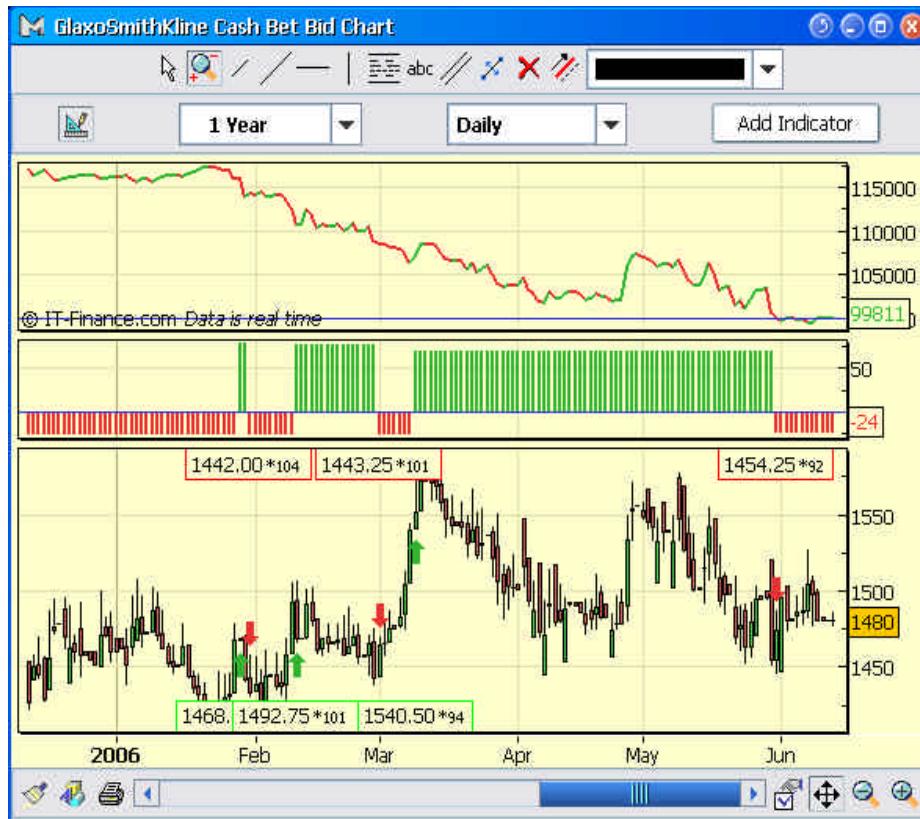 GlaxoSmithKline Cash Bet Bid Chart
abc
1 Year Daily Add Indicator
115000
110000
105000
© IT-Finance.com Data is real time
99811
50
-24
1442.00*104 1443.25*101 1454.25*92
1550
1500
1480
1450
1468. 1492.75*101 1540.50*94
2006 Feb Mar Apr May Jun